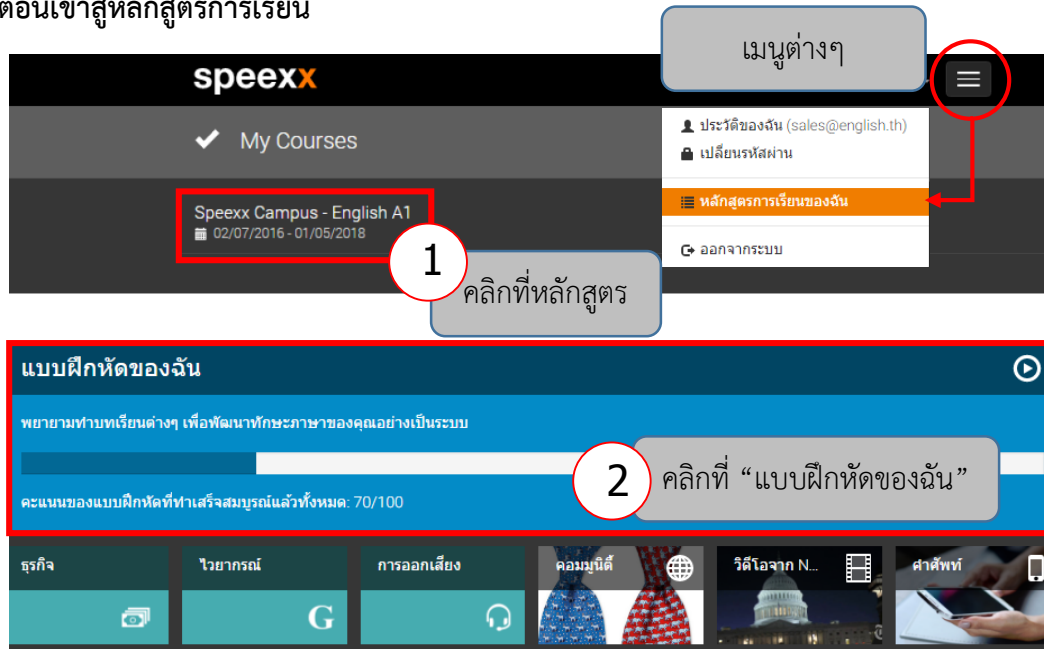 ตอนเข้าสู่หลักสูตรการเรียน
เมนูต่างๆ
speexx
My Courses
ประวัติของฉัน (sales@english.th)
เปลี่ยนรหัสผ่าน
หลักสูตรการเรียนของฉัน
ออกจากระบบ
Speexx Campus - English A1
02/07/2016 - 01/05/2018
1
คลิกที่หลักสูตร
แบบฝึกหัดของฉัน
พยายามทำบทเรียนต่างๆ เพื่อพัฒนาทักษะภาษาของคุณอย่างเป็นระบบ
2
คลิกที่ “แบบฝึกหัดของฉัน”
คะแนนของแบบฝึกหัดที่ทำเสร็จสมบูรณ์แล้วทั้งหมด: 70/100
ธุรกิจ
ไวยากรณ์
การออกเสียง
คอมมูนิตี้
วิดีโอจาก N...
คำศัพท์
G